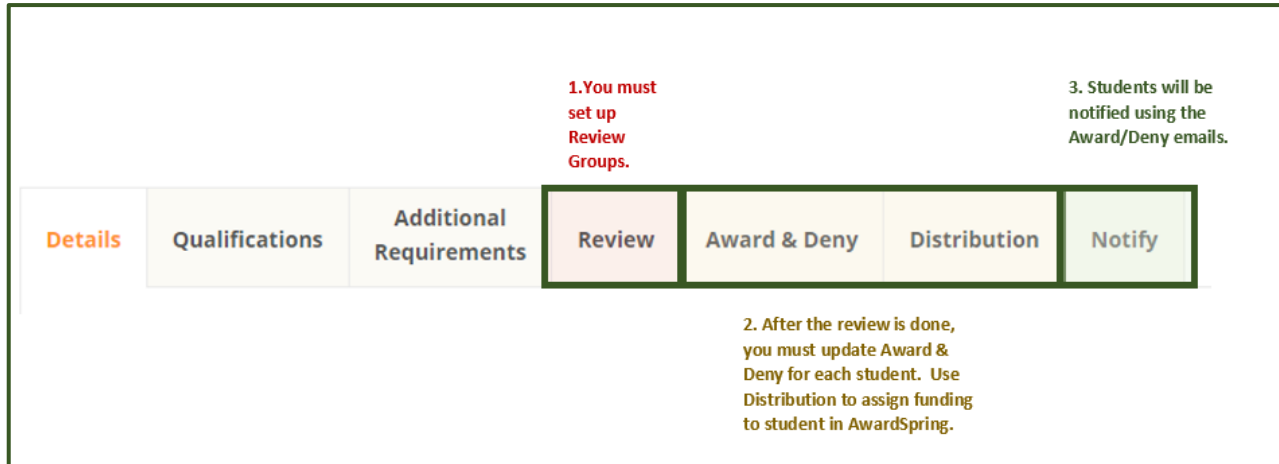 1.You must
set up
Review
Groups.
3. Students will be
notified using the
Award/Deny emails.
Details
Qualifications
Additional
Requirements
Review
Award & Deny
Distribution
Notify
2. After the review is done,
you must update Award &
Deny for each student.  Use
Distribution to assign funding
to student in AwardSpring.